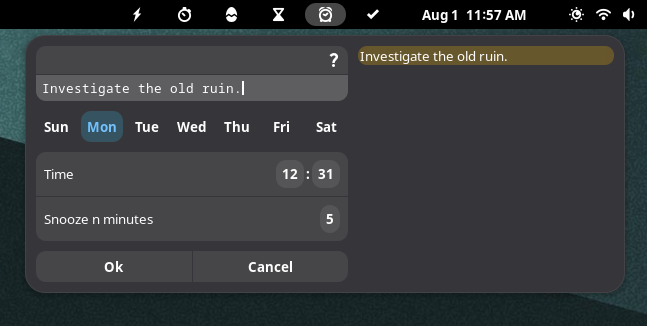 Aug 1 11:57 AM
?
Investigate the old ruin.
Sun Mon Tue Wed Thu Fri Sat
Time 12 : 31
Snooze n minutes 5
Ok Cancel
Investigate the old ruin.